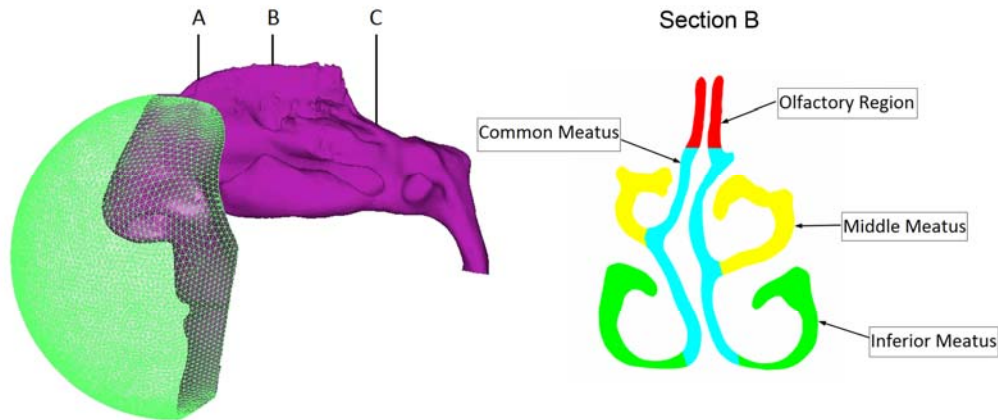 A
B
C
Section B
Olfactory Region
Common Meatus
Middle Meatus
Inferior Meatus